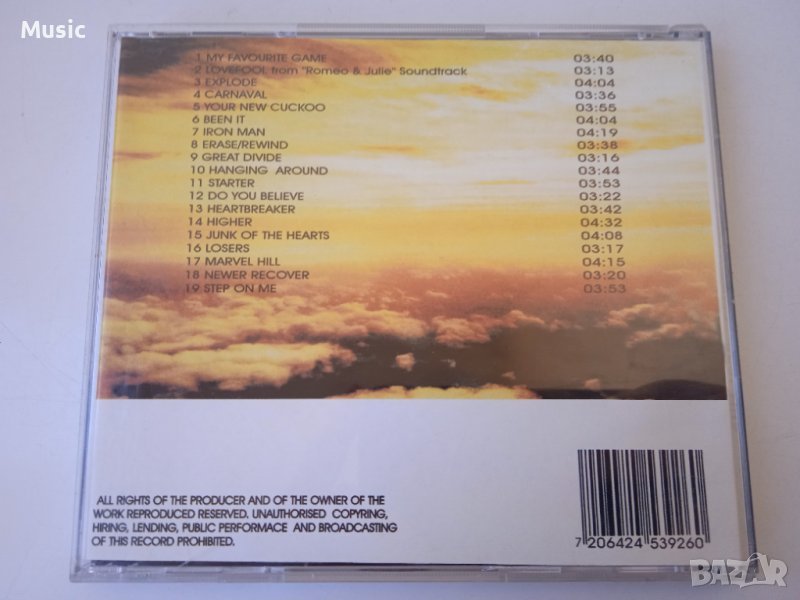 Music
1 MY FAVOURITE GAME 03:40
2 LOVEFOOL from "Romeo & Julie" Soundtrack 03:13
3 EXPLODE 04:04
4 CARNAVAL 03:36
5 YOUR NEW CUCKOO 03:55
6 BEEN IT 04:04
7 IRON MAN 04:19
8 ERASE/REWIND 03:38
9 GREAT DIVIDE 03:16
10 HANGING AROUND 03:44
11 STARTER 03:53
12 DO YOU BELIEVE 03:22
13 HEARTBREAKER 03:42
14 HIGHER 04:32
15 JUNK OF THE HEARTS 04:08
16 LOSERS 03:17
17 MARVEL HILL 04:15
18 NEWER RECOVER 03:20
19 STEP ON ME 03:53
ALL RIGHTS OF THE PRODUCER AND OF THE OWNER OF THE
WORK REPRODUCED RESERVED. UNAUTHORISED COPYRING,
HIRING, LENDING, PUBLIC PERFORMACE AND BROADCASTING
OF THIS RECORD PROHIBITED.
7 206424 539260
BAZAR